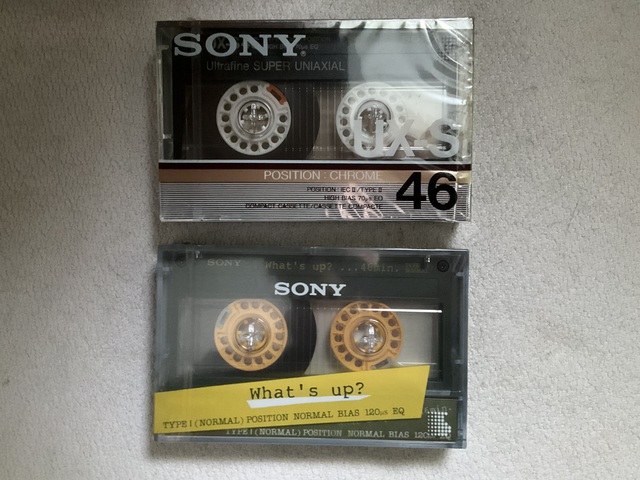 SONY
Ultrafine SUPER UNIAXIAL
UX-S
POSITION : CHROME
POSITION : IEC II / TYPE II
HIGH BIAS 70μs EQ
COMPACT CASSETTE/CASSETTE COMPACTE
46
SONY What's up? ...46min.
SONY
What's up?
TYPE I (NORMAL) POSITION NORMAL BIAS 120μs EQ
TYPE I (NORMAL) POSITION NORMAL BIAS 120